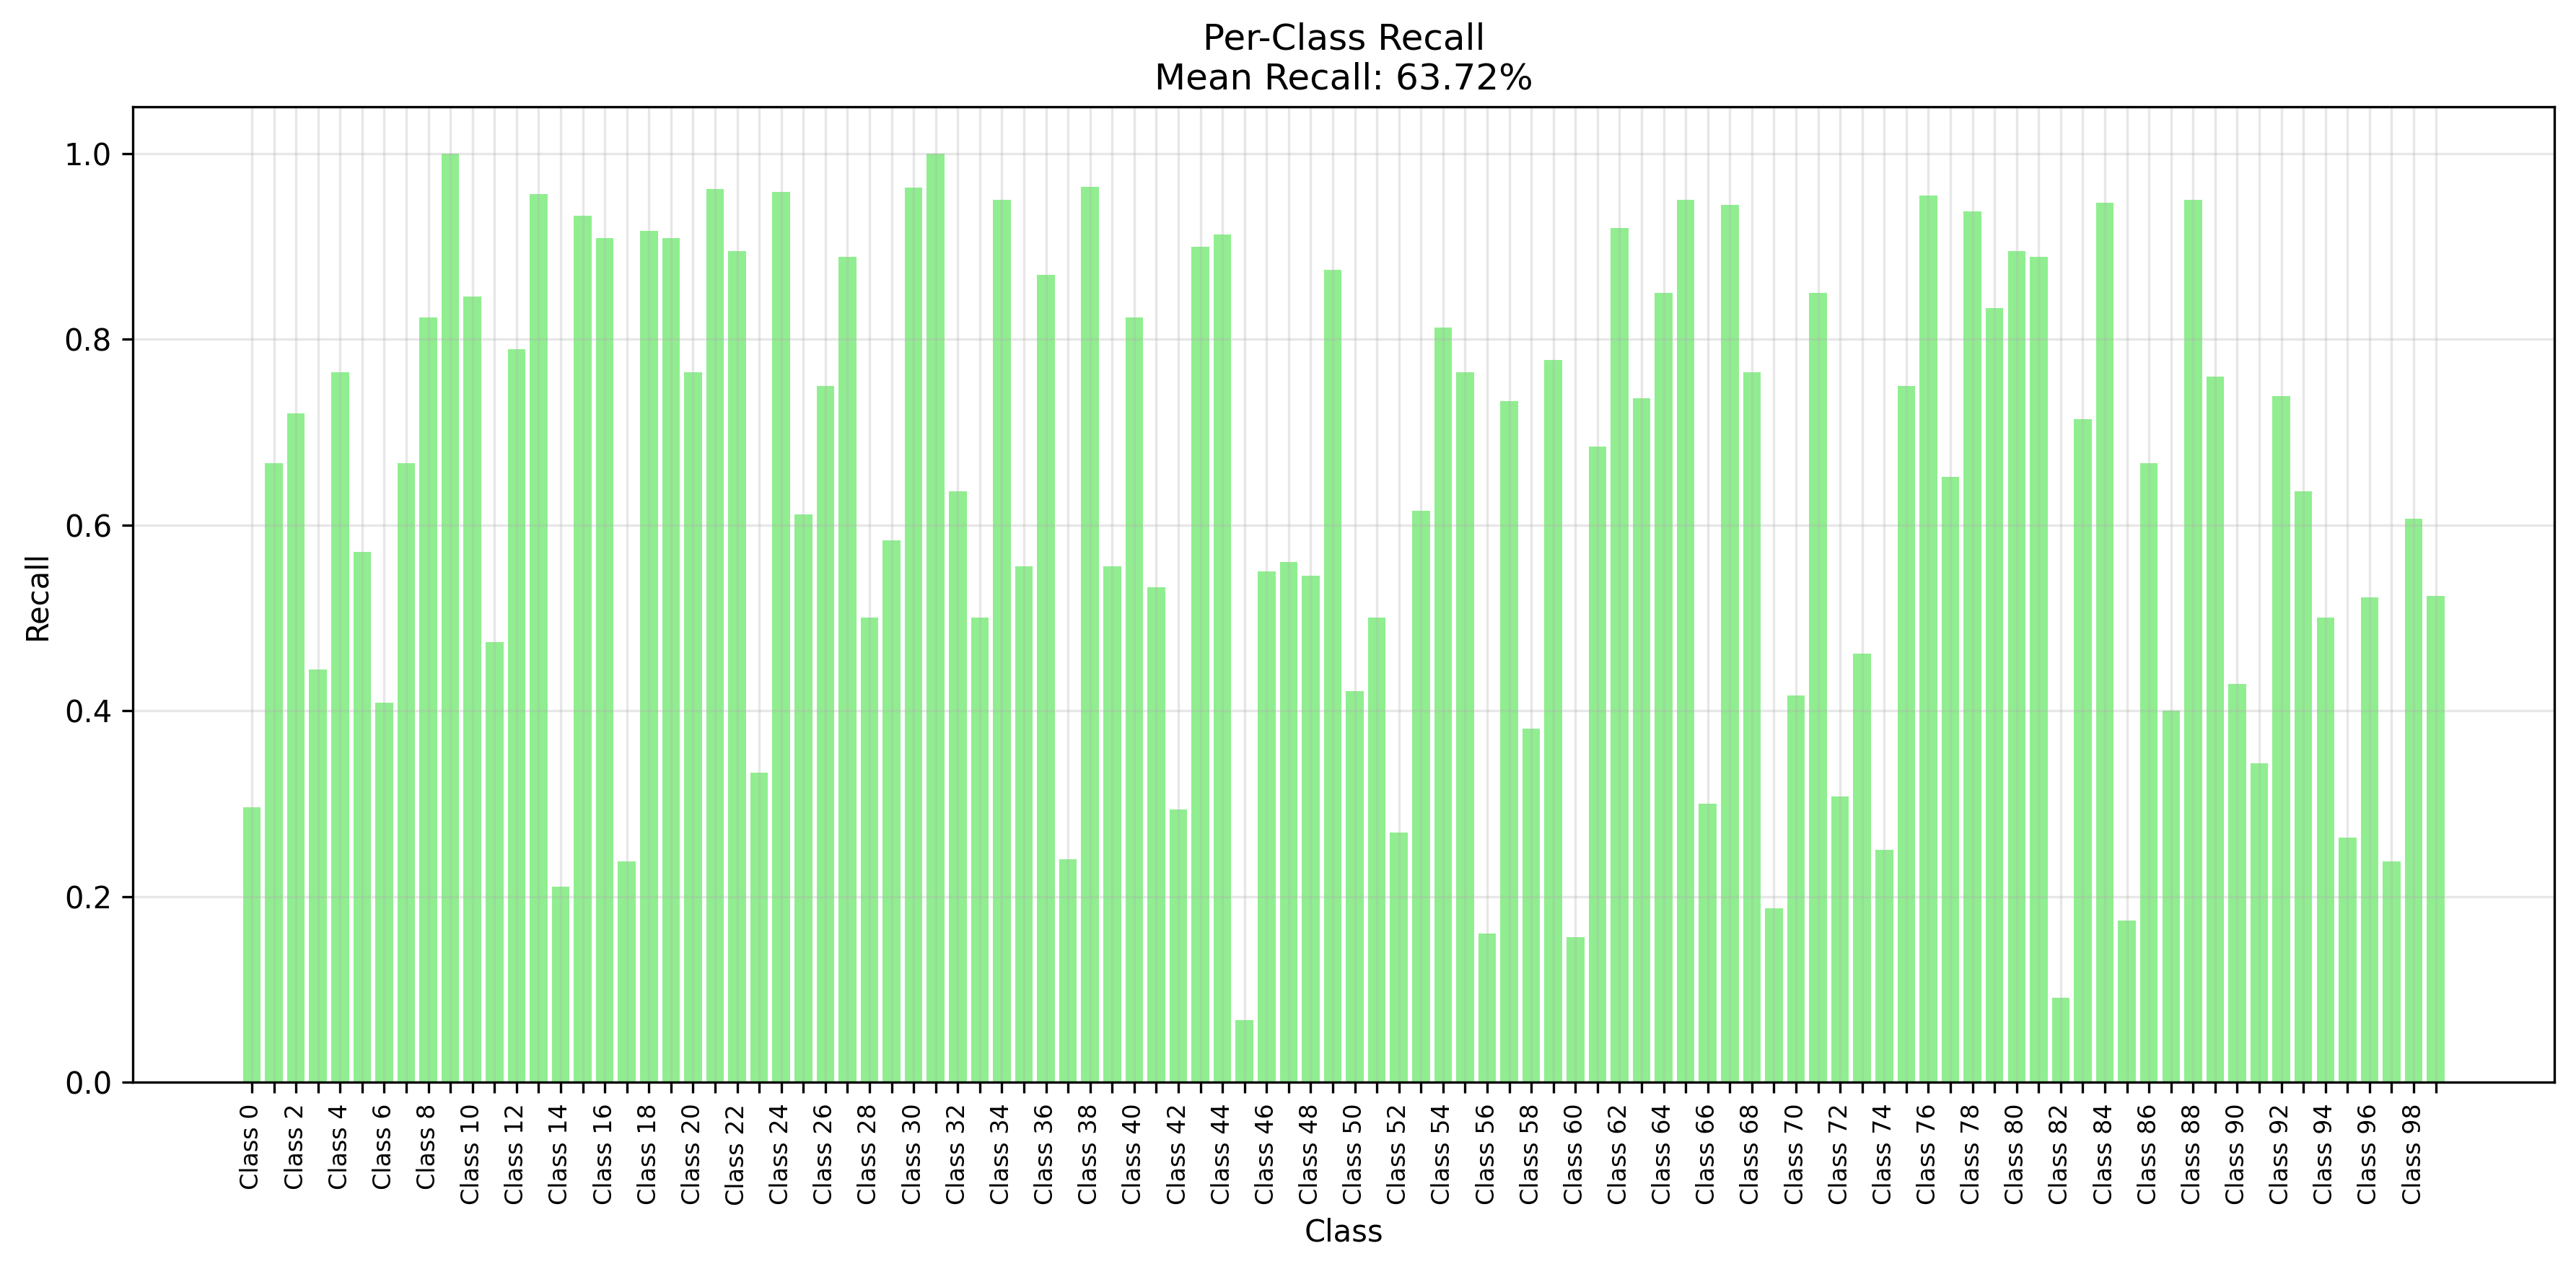 Per-Class Recall
Mean Recall: 63.72%
Recall
1.0
0.8
0.6
0.4
0.2
0.0
Class 0
Class 2
Class 4
Class 6
Class 8
Class 10
Class 12
Class 14
Class 16
Class 18
Class 20
Class 22
Class 24
Class 26
Class 28
Class 30
Class 32
Class 34
Class 36
Class 38
Class 40
Class 42
Class 44
Class 46
Class 48
Class 50
Class 52
Class 54
Class 56
Class 58
Class 60
Class 62
Class 64
Class 66
Class 68
Class 70
Class 72
Class 74
Class 76
Class 78
Class 80
Class 82
Class 84
Class 86
Class 88
Class 90
Class 92
Class 94
Class 96
Class 98
Class